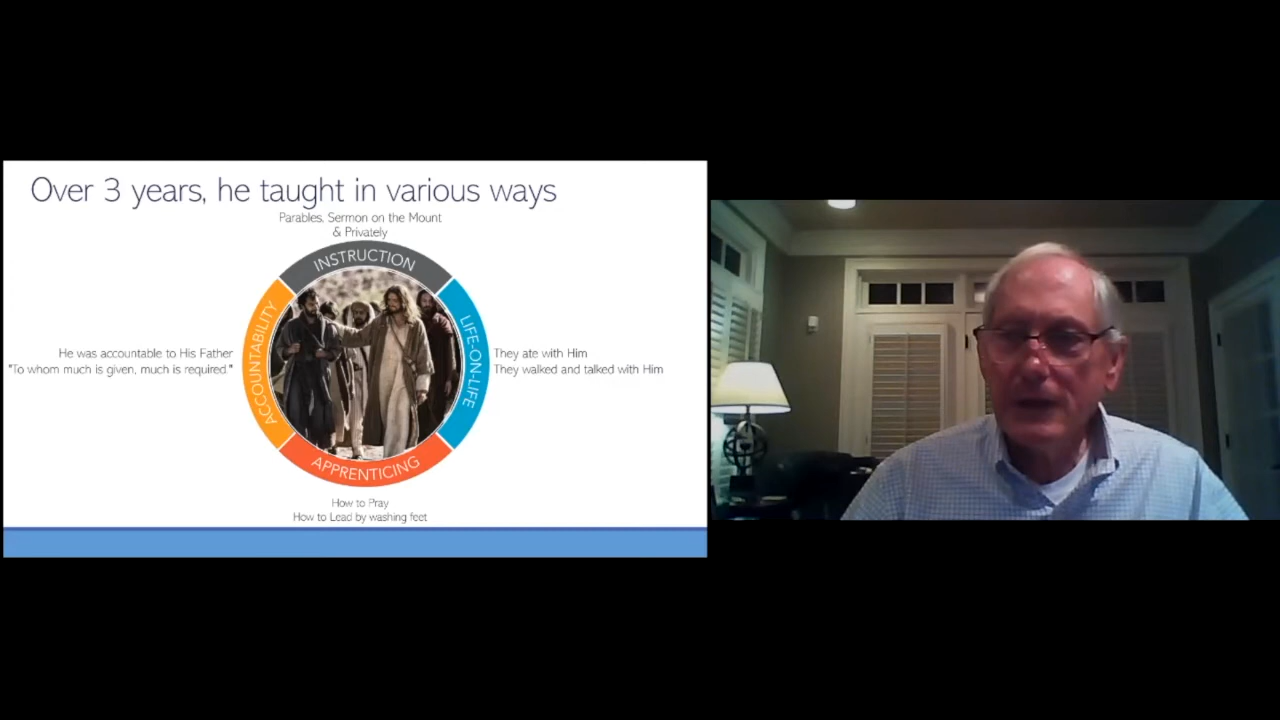 Over 3 years, he taught in various ways
Parables, Sermon on the Mount
& Privately
INSTRUCTION
ACCOUNTABILITY
LIFE-ON-LIFE
He was accountable to His Father
"To whom much is given, much is required."
They ate with Him
They walked and talked with Him
APPRENTICING
How to Pray
How to Lead by washing feet